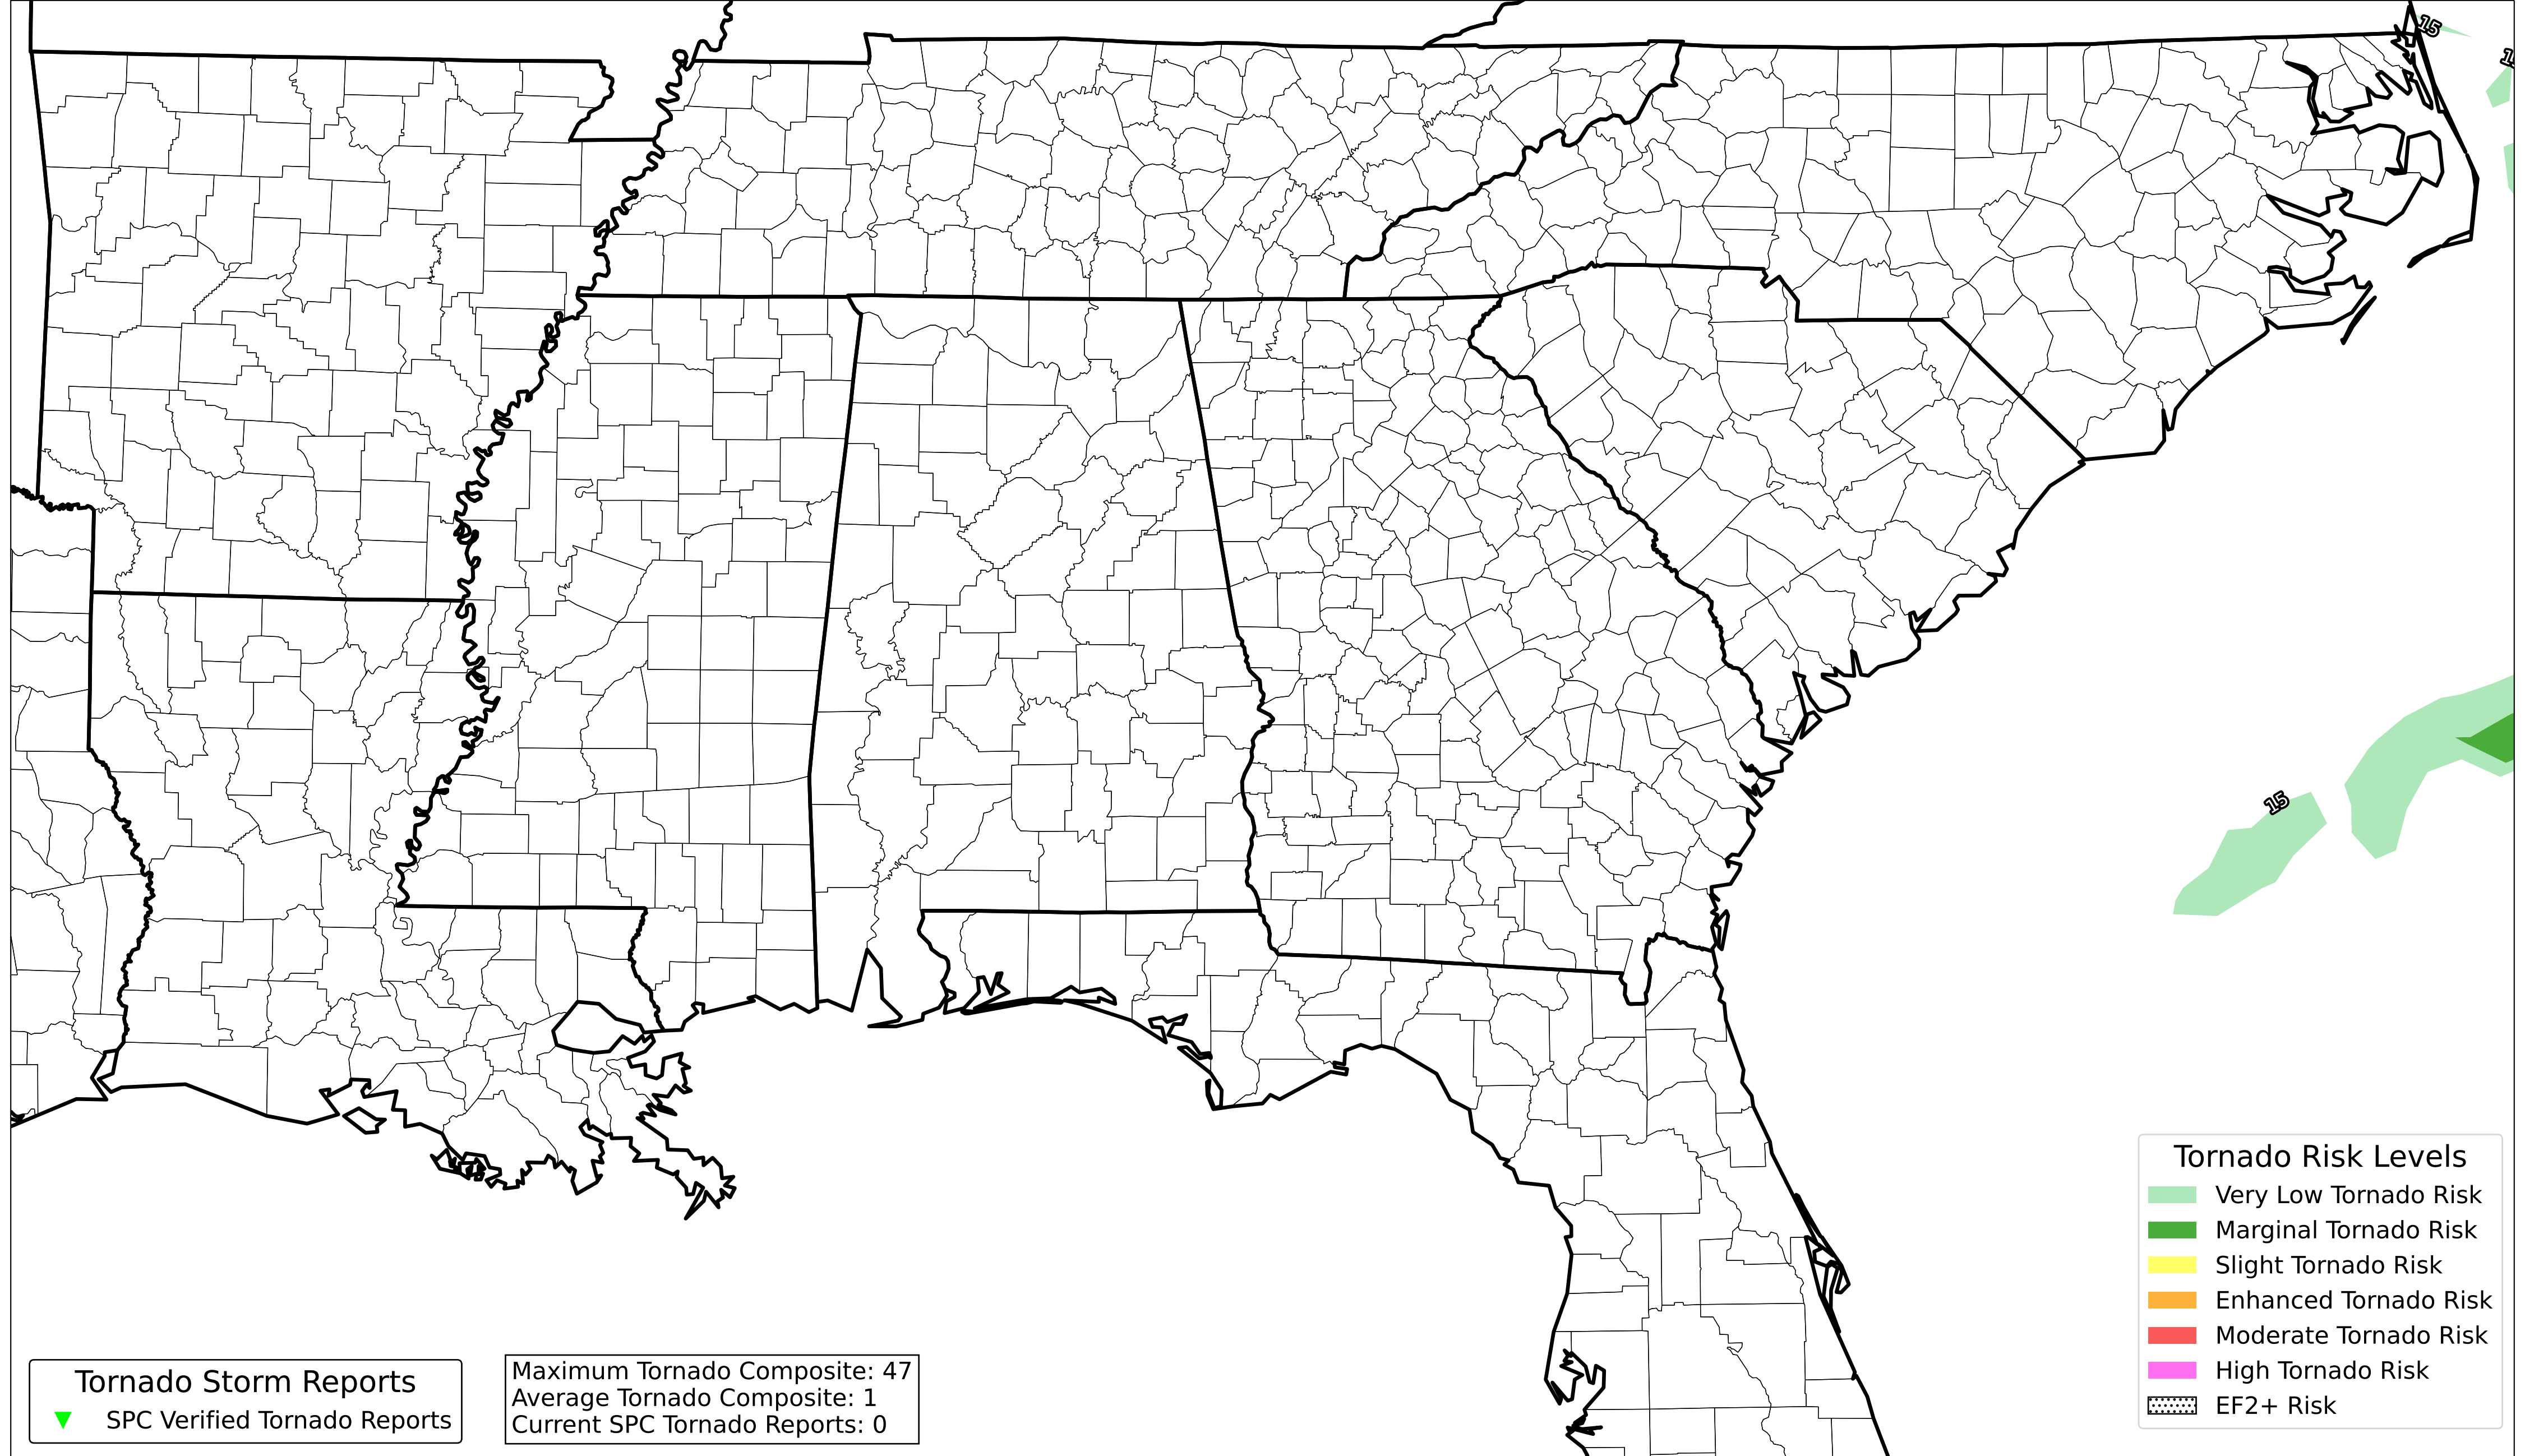 15
15
Tornado Risk Levels
Very Low Tornado Risk
Marginal Tornado Risk
Slight Tornado Risk
Enhanced Tornado Risk
Moderate Tornado Risk
High Tornado Risk
EF2+ Risk
Tornado Storm Reports
SPC Verified Tornado Reports
Maximum Tornado Composite: 47
Average Tornado Composite: 1
Current SPC Tornado Reports: 0